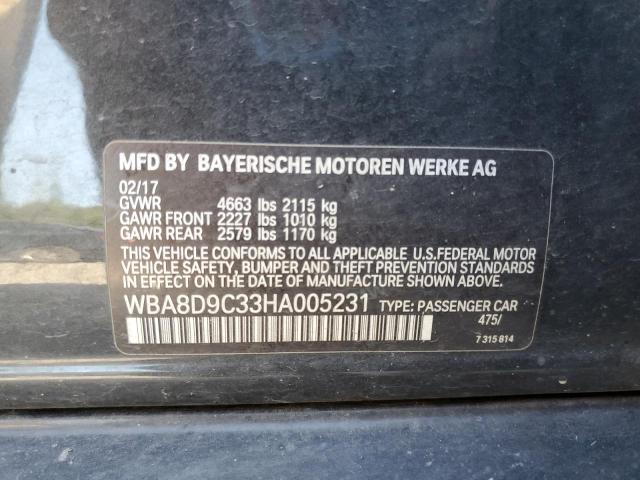 MFD BY BAYERISCHE MOTOREN WERKE AG
02/17
GVWR 4663 lbs 2115 kg
GAWR FRONT 2227 lbs 1010 kg
GAWR REAR 2579 lbs 1170 kg
THIS VEHICLE CONFORMS TO ALL APPLICABLE U.S.FEDERAL MOTOR
VEHICLE SAFETY, BUMPER AND THEFT PREVENTION STANDARDS IN
EFFECT ON THE DATE OF MANUFACTURE SHOWN ABOVE.
WBA8D9C33HA005231 TYPE: PASSENGER CAR
475/
7 315 814